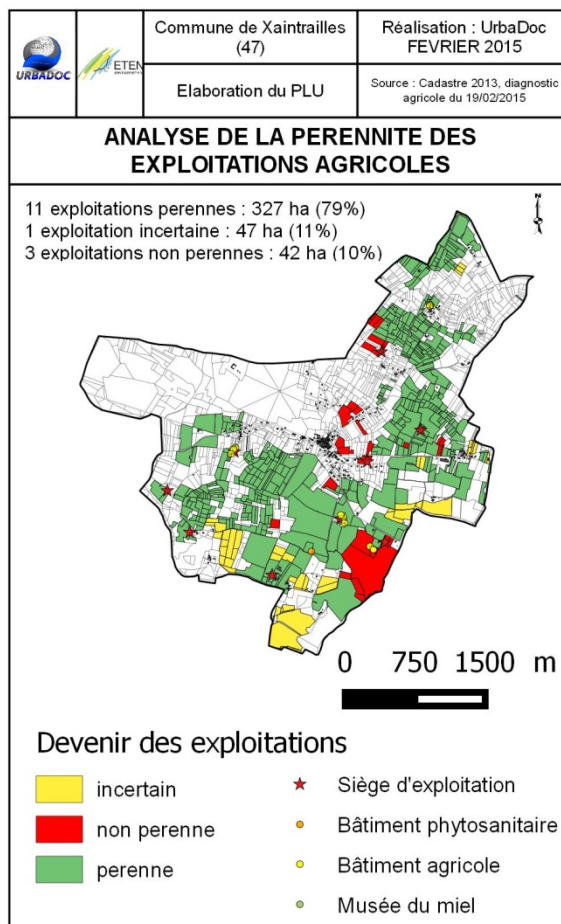 URBADOC
ETEN
Commune de Xaintrailles
(47)
Réalisation : UrbaDoc
FEVRIER 2015
Elaboration du PLU
Source : Cadastre 2013, diagnostic
agricole du 19/02/2015
ANALYSE DE LA PERENNITE DES
EXPLOITATIONS AGRICOLES
11 exploitations perennes : 327 ha (79%)
1 exploitation incertaine : 47 ha (11%)
3 exploitations non perennes : 42 ha (10%)
N
0 750 1500 m
Devenir des exploitations
incertain
non perenne
perenne
Siège d'exploitation
Bâtiment phytosanitaire
Bâtiment agricole
Musée du miel